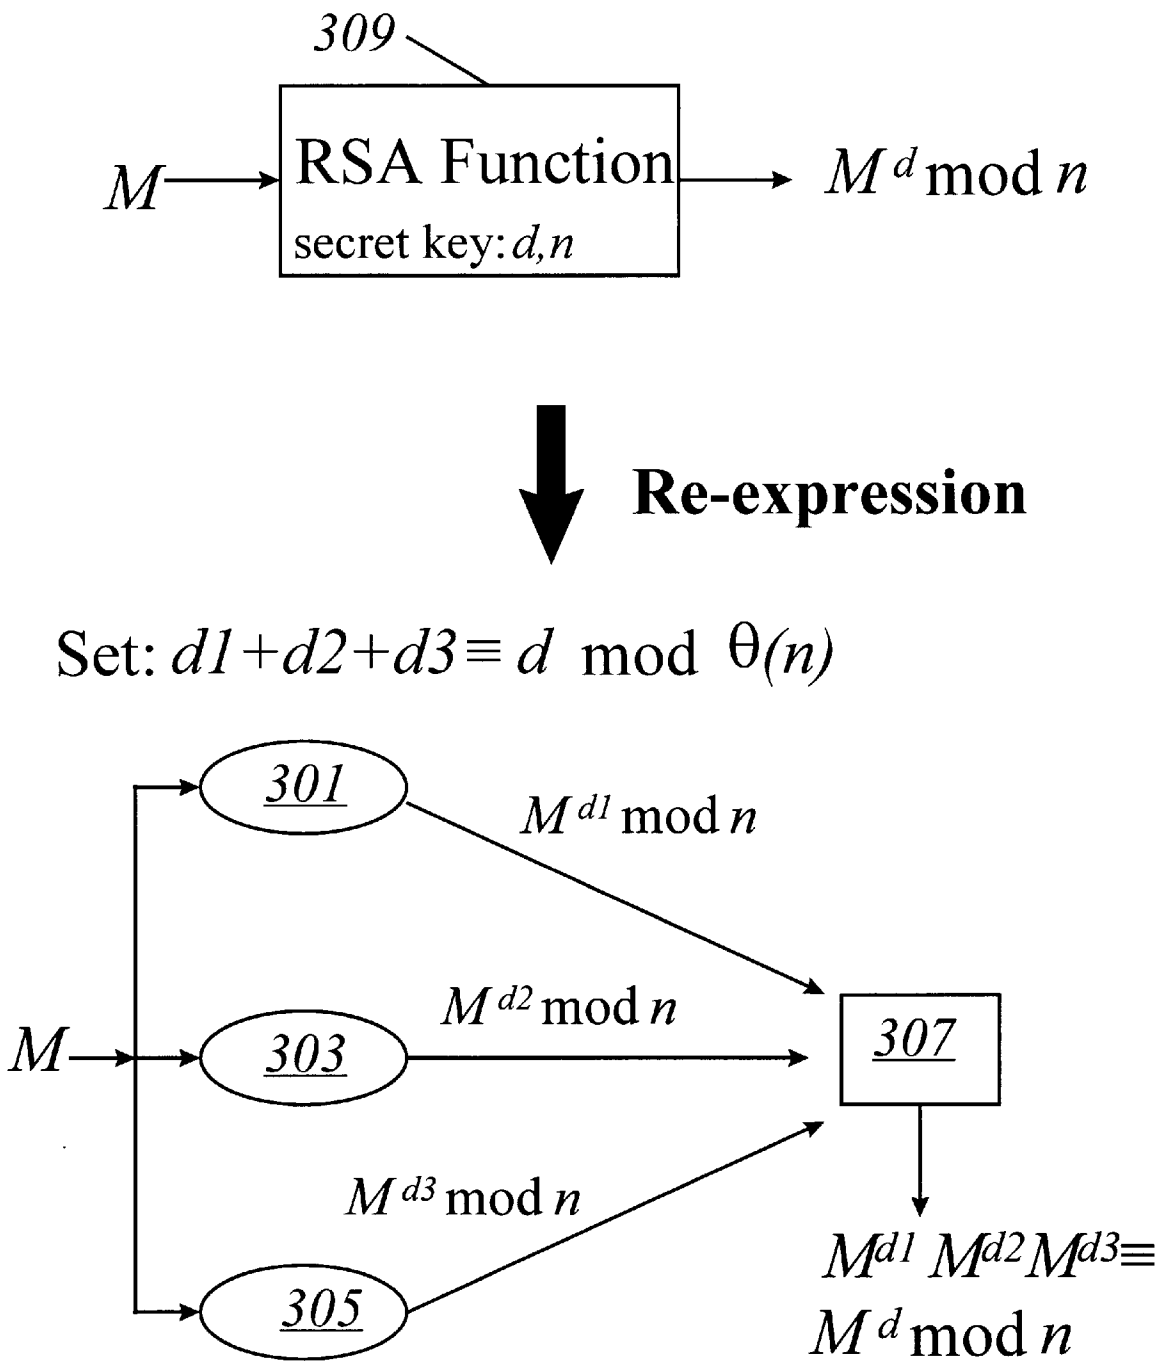 309
RSA Function
secret key: d,n
M
M^d mod n
Re-expression
Set: d1+d2+d3≡ d mod θ(n)
301
M^d1 mod n
M^d2 mod n
M
303
307
M^d3 mod n
305
M^d1 M^d2 M^d3≡
M^d mod n